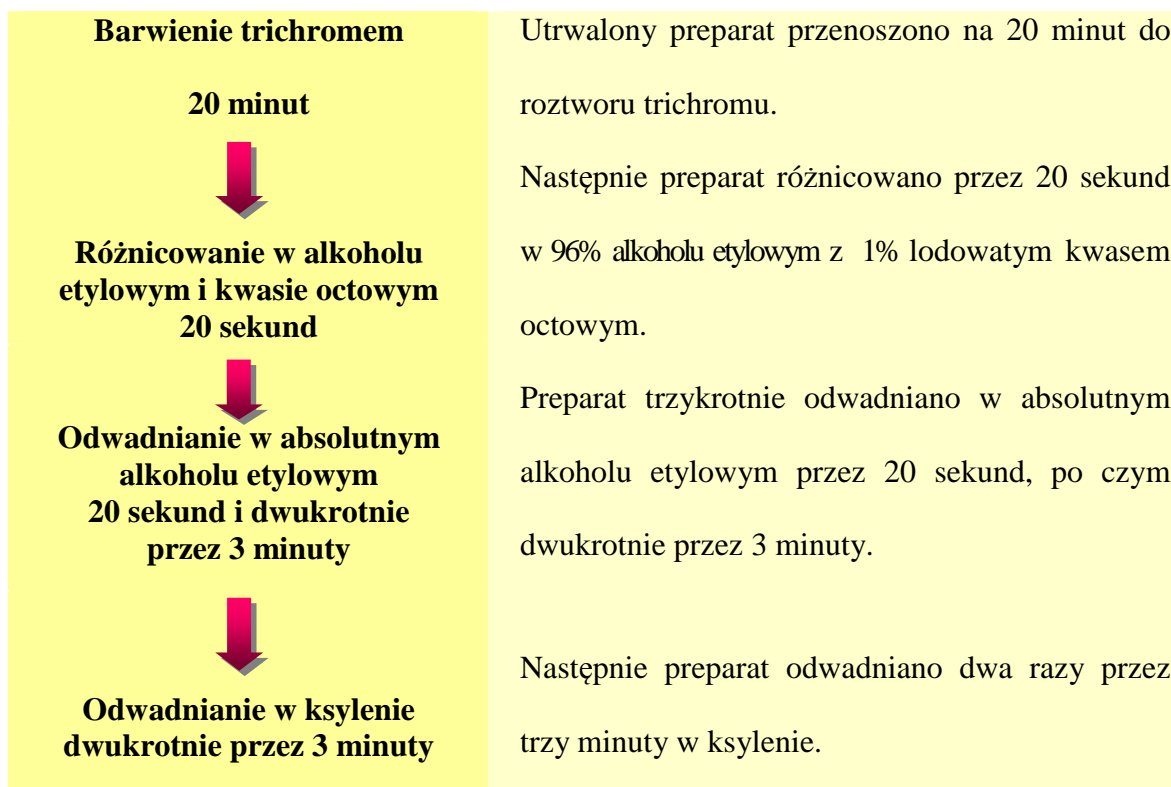 Barwienie trichromem
20 minut
Różnicowanie w alkoholu
etylowym i kwasie octowym
20 sekund
Odwadnianie w absolutnym
alkoholu etylowym
20 sekund i dwukrotnie
przez 3 minuty
Odwadnianie w ksylenie
dwukrotnie przez 3 minuty
Utrwalony preparat przenoszono na 20 minut do
roztworu trichromu.
Następnie preparat różnicowano przez 20 sekund
w 96% alkoholu etylowym z 1% lodowatym kwasem
octowym.
Preparat trzykrotnie odwadniano w absolutnym
alkoholu etylowym przez 20 sekund, po czym
dwukrotnie przez 3 minuty.
Następnie preparat odwadniano dwa razy przez
trzy minuty w ksylenie.